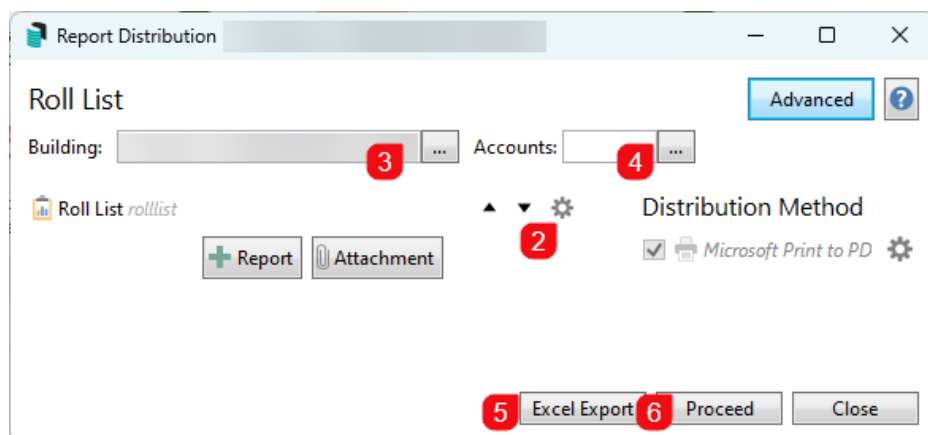 Report Distribution
Roll List
Advanced ?
Building: ... Accounts: ...
3 4
Roll List rolllist
Distribution Method
2
Report Attachment
Microsoft Print to PD
5 Excel Export 6 Proceed Close